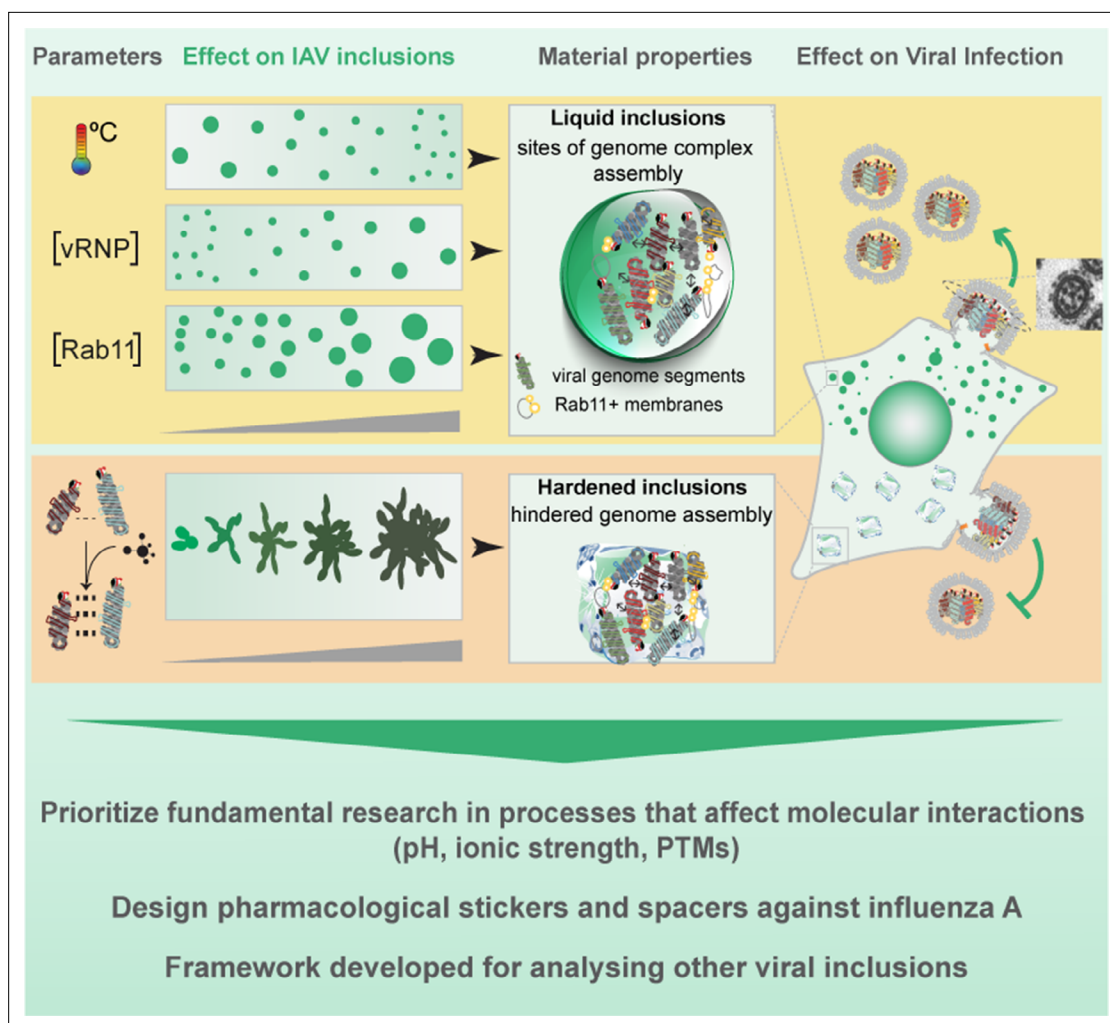 Parameters
Effect on IAV inclusions
Material properties
Effect on Viral Infection
ºC
Liquid inclusions
sites of genome complex
assembly
[vRNP]
[Rab11]
viral genome segments
Rab11+ membranes
Hardened inclusions
hindered genome assembly
Prioritize fundamental research in processes that affect molecular interactions
(pH, ionic strength, PTMs)
Design pharmacological stickers and spacers against influenza A
Framework developed for analysing other viral inclusions